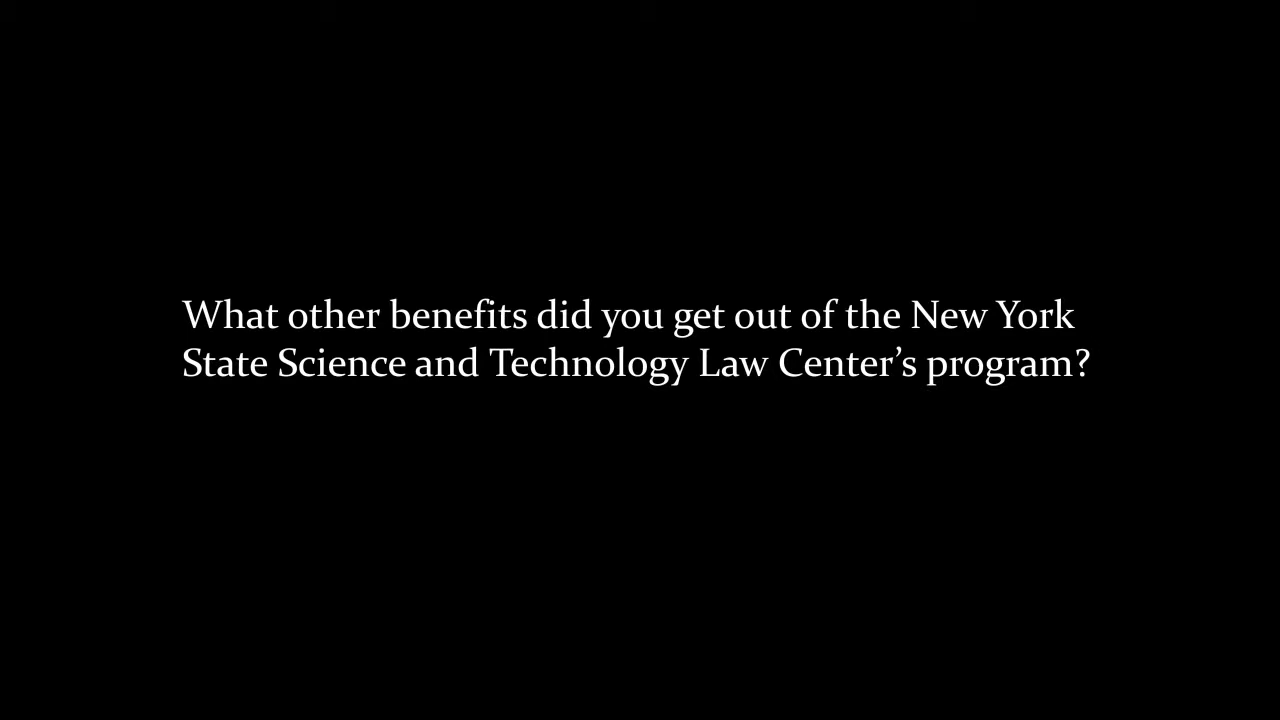 What other benefits did you get out of the New York
State Science and Technology Law Center’s program?